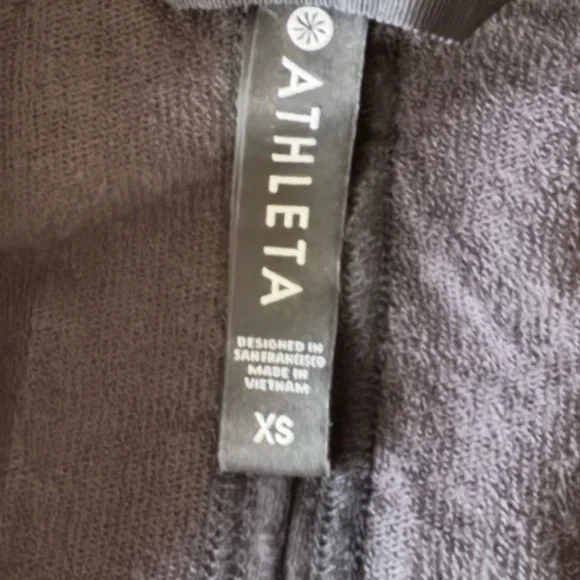 ATHLETA
DESIGNED IN
SAN FRANCISCO
MADE IN
VIETNAM
XS